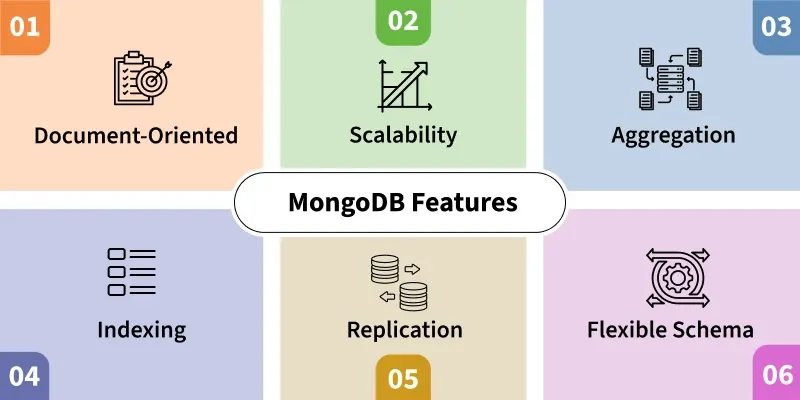 01
Document-Oriented
02
Scalability
03
Aggregation
MongoDB Features
Indexing
04
Replication
05
Flexible Schema
06